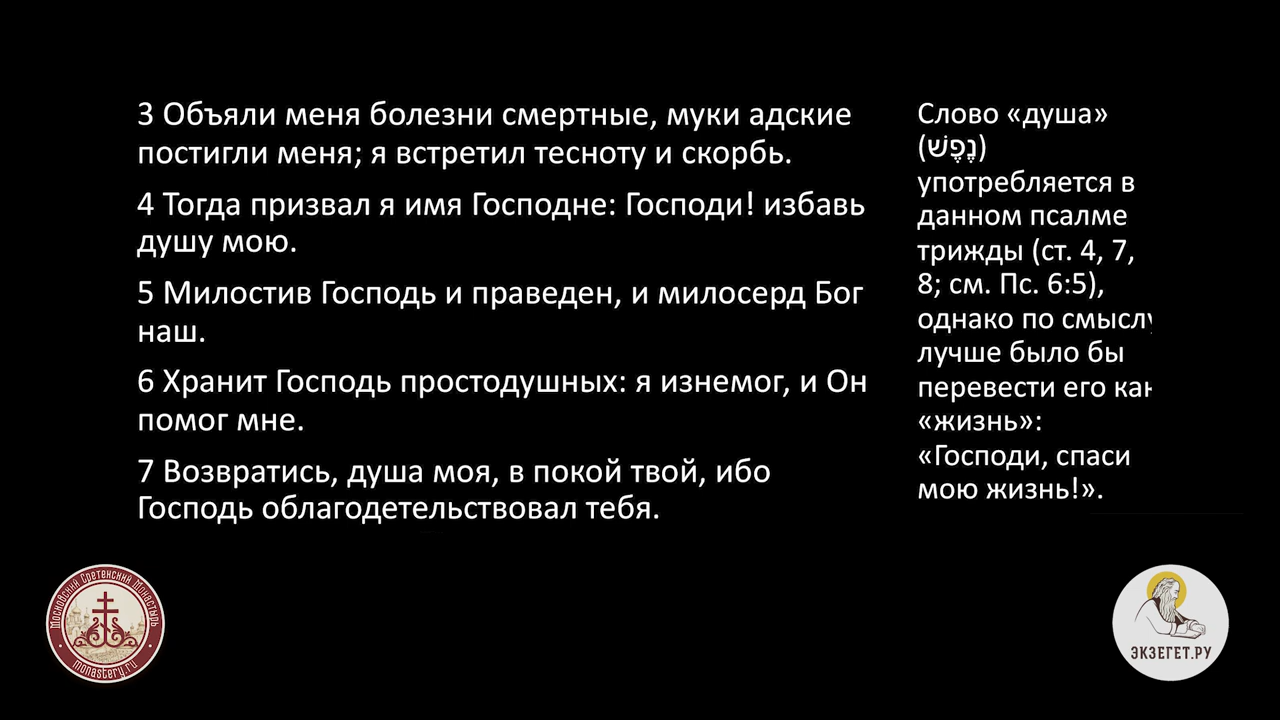 3 Объяли меня болезни смертные, муки адские
постигли меня; я встретил тесноту и скорбь.
4 Тогда призвал я имя Господне: Господи! избавь
душу мою.
5 Милостив Господь и праведен, и милосерд Бог
наш.
6 Хранит Господь простодушных: я изнемог, и Он
помог мне.
7 Возвратись, душа моя, в покой твой, ибо
Господь облагодетельствовал тебя.
Слово «душа»
(נֶפֶשׁ)
употребляется в
данном псалме
трижды (ст. 4, 7,
8; см. Пс. 6:5),
однако по смыслу
лучше было бы
перевести его как
«жизнь»:
«Господи, спаси
мою жизнь!».
Московский Сретенский Монастырь
monastery.ru
ЭКЗЕГЕТ.РУ